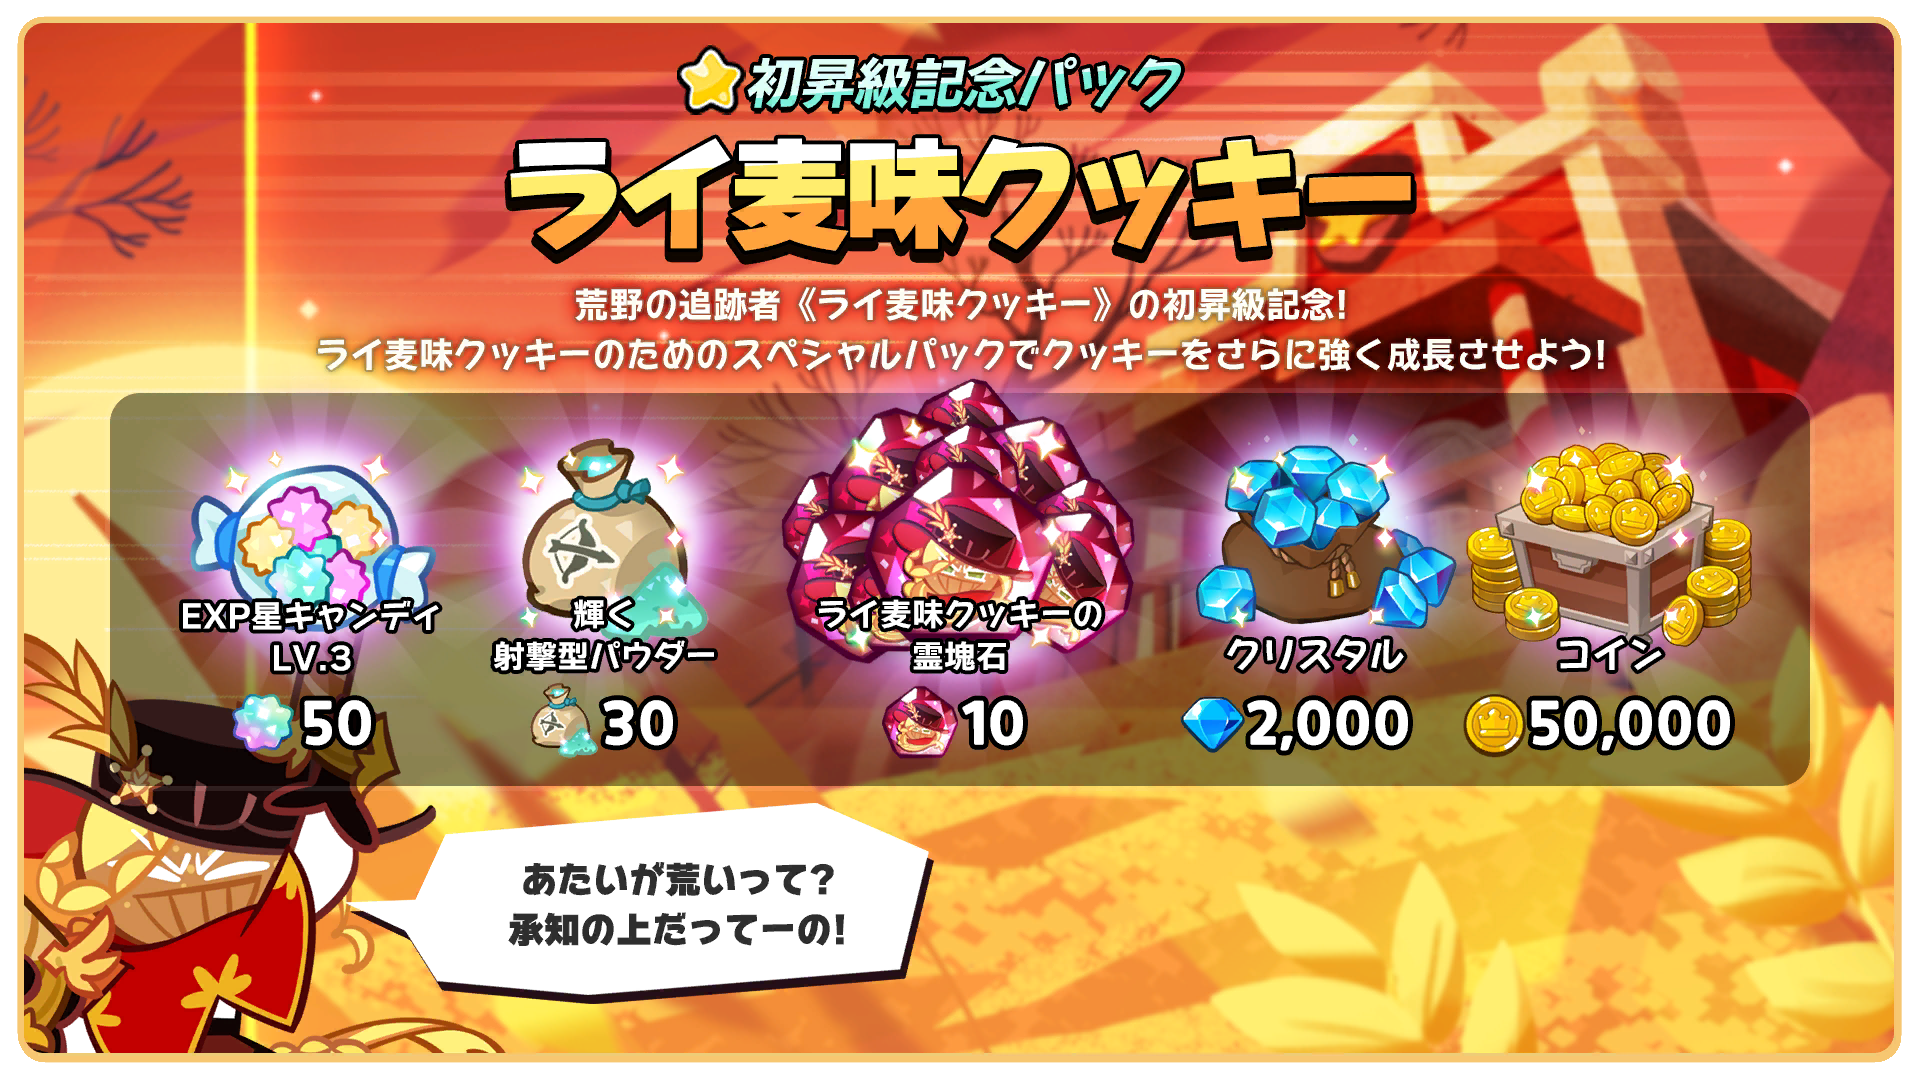 初昇級記念パック
ライ麦味クッキー
荒野の追跡者《ライ麦味クッキー》の初昇級記念!
ライ麦味クッキーのためのスペシャルパックでクッキーをさらに強く成長させよう!
EXP星キャンディ
LV.3
50
輝く
射撃型パウダー
30
ライ麦味クッキーの
霊塊石
10
クリスタル
2,000
コイン
50,000
あたいが荒いって?
承知の上だってーの!